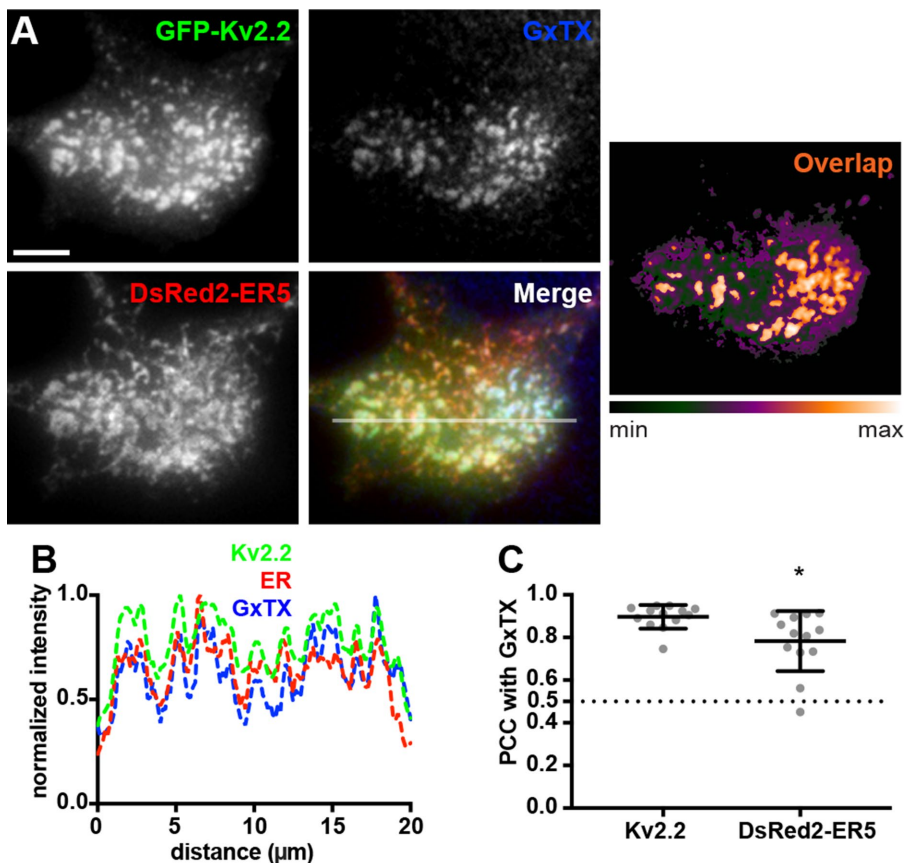 A
GFP-Kv2.2
GxTX
DsRed2-ER5
Merge
Overlap
min
max
B
Kv2.2
ER
GxTX
normalized intensity
1.0
0.5
0.0
0
5
10
15
20
distance (µm)
C
*
PCC with GxTX
1.0
0.8
0.6
0.5
0.4
0.2
0.0
Kv2.2
DsRed2-ER5